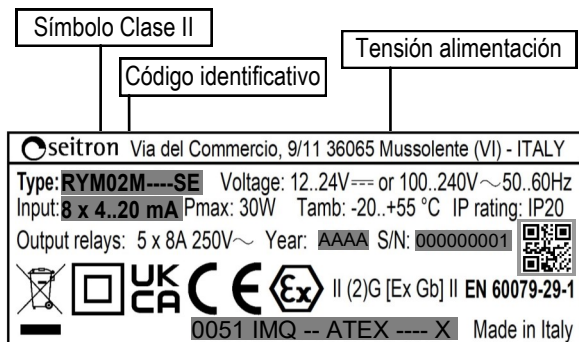 Símbolo Clase II
Código identificativo
Tensión alimentación
seitron Via del Commercio, 9/11 36065 Mussolente (VI) - ITALY
Type: RYM02M----SE Voltage: 12..24V⎓ or 100..240V~50..60Hz
Input: 8 x 4..20 mA Pmax: 30W Tamb: -20..+55 °C IP rating: IP20
Output relays: 5 x 8A 250V~ Year: AAAA S/N: 000000001
UK CA CE Ex II (2)G [Ex Gb] II EN 60079-29-1
0051 IMQ -- ATEX ---- X Made in Italy